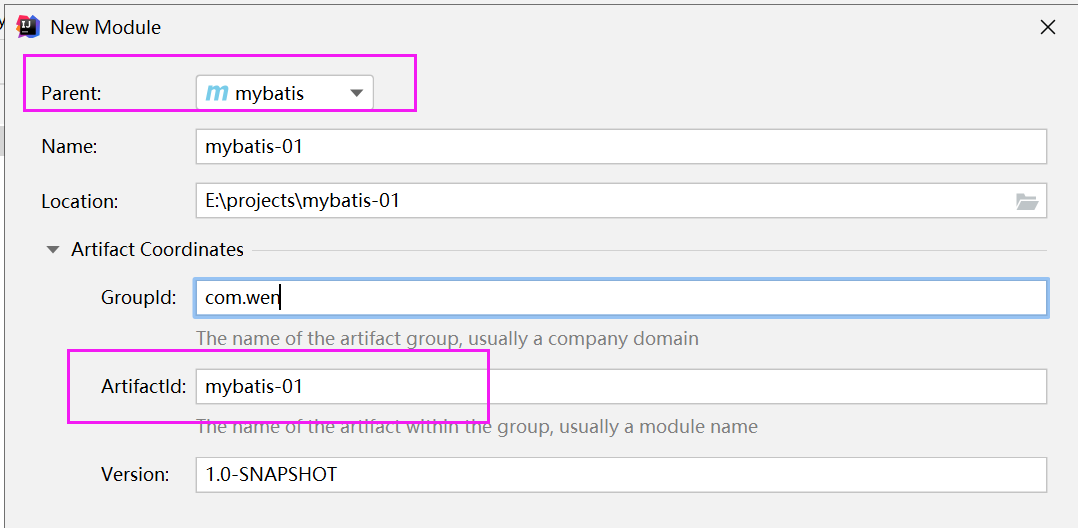 New Module
Parent: mybatis
Name: mybatis-01
Location: E:\projects\mybatis-01
Artifact Coordinates
GroupId: com.wen
The name of the artifact group, usually a company domain
ArtifactId: mybatis-01
The name of the artifact within the group, usually a module name
Version: 1.0-SNAPSHOT